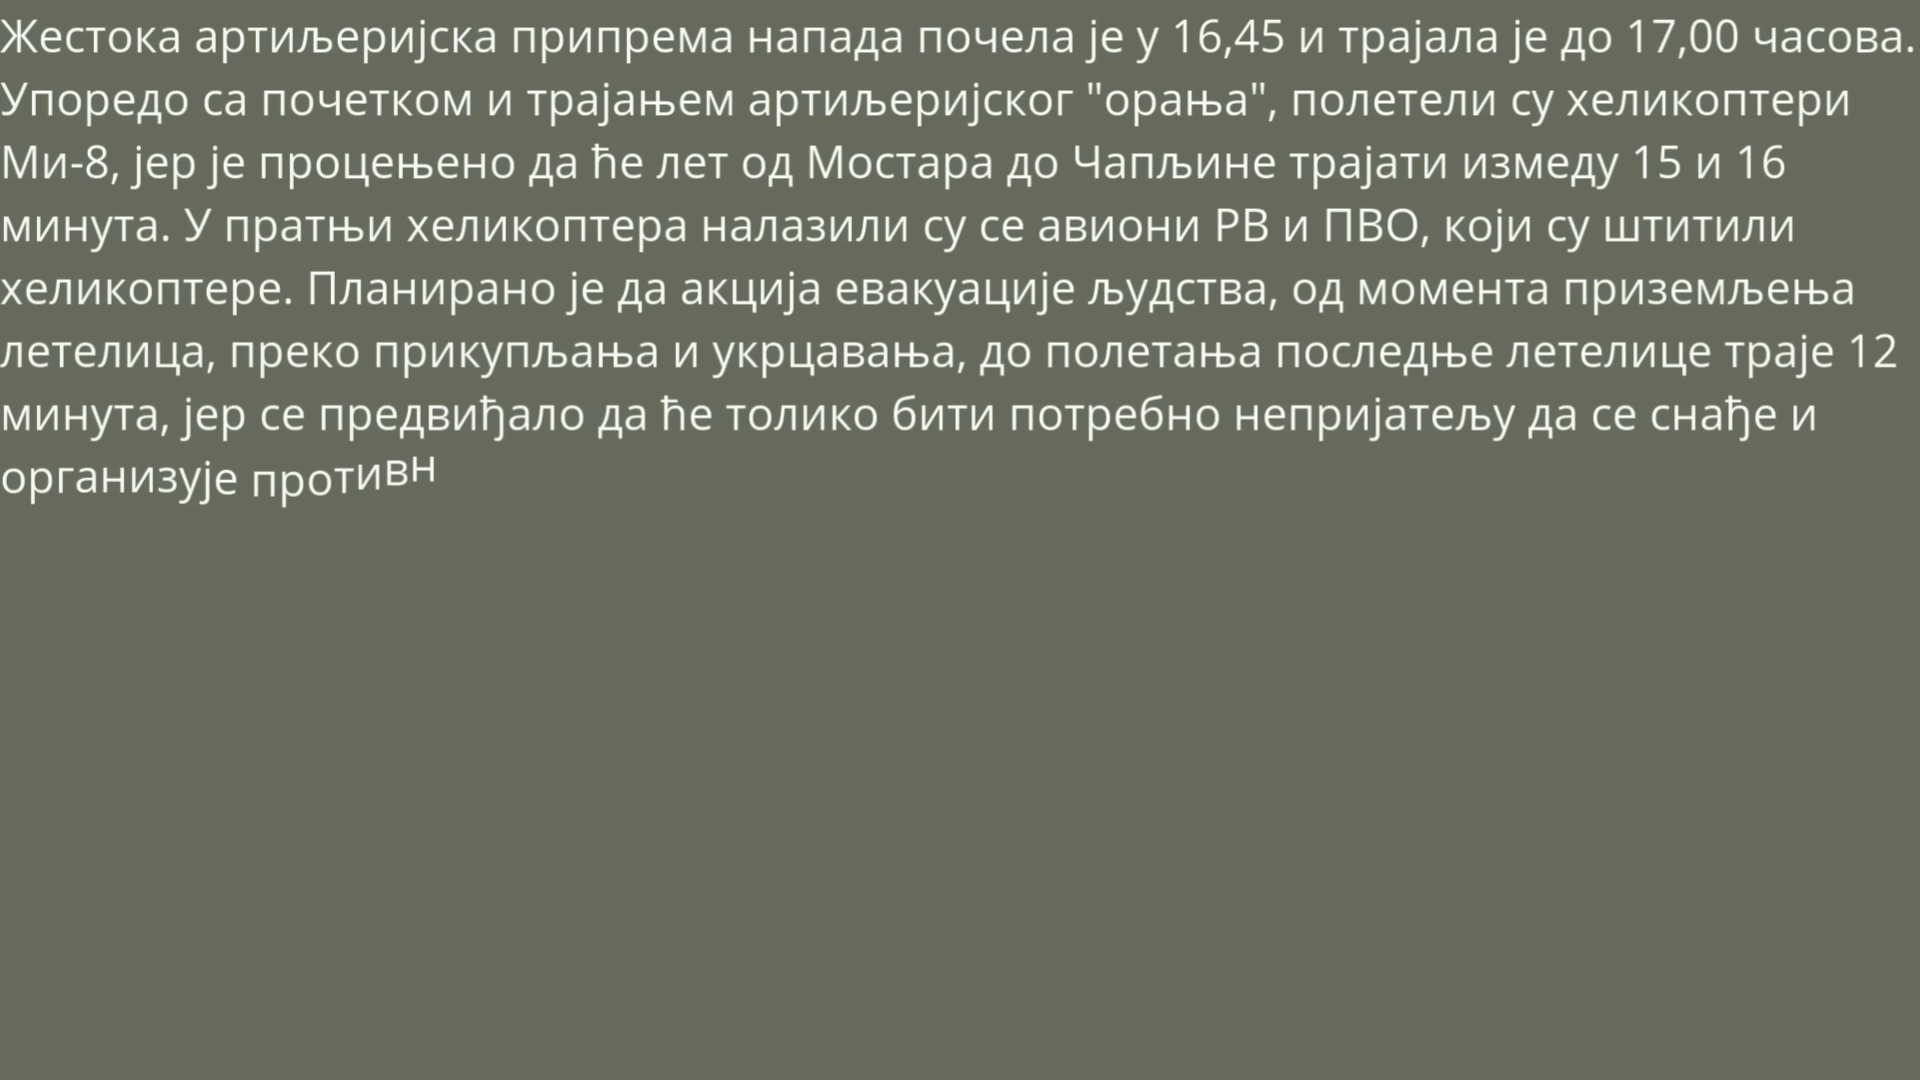 Жестока артиљеријска припрема напада почела је у 16,45 и трајала је до 17,00 часова.
Упоредо са почетком и трајањем артиљеријског "орања", полетели су хеликоптери
Ми-8, јер је процењено да ће лет од Мостара до Чапљине трајати измеду 15 и 16
минута. У пратњи хеликоптера налазили су се авиони РВ и ПВО, који су штитили
хеликоптере. Планирано је да акција евакуације људства, од момента приземљења
летелица, преко прикупљања и укрцавања, до полетања последње летелице траје 12
минута, јер се предвиђало да ће толико бити потребно непријатељу да се снађе и
организује противн